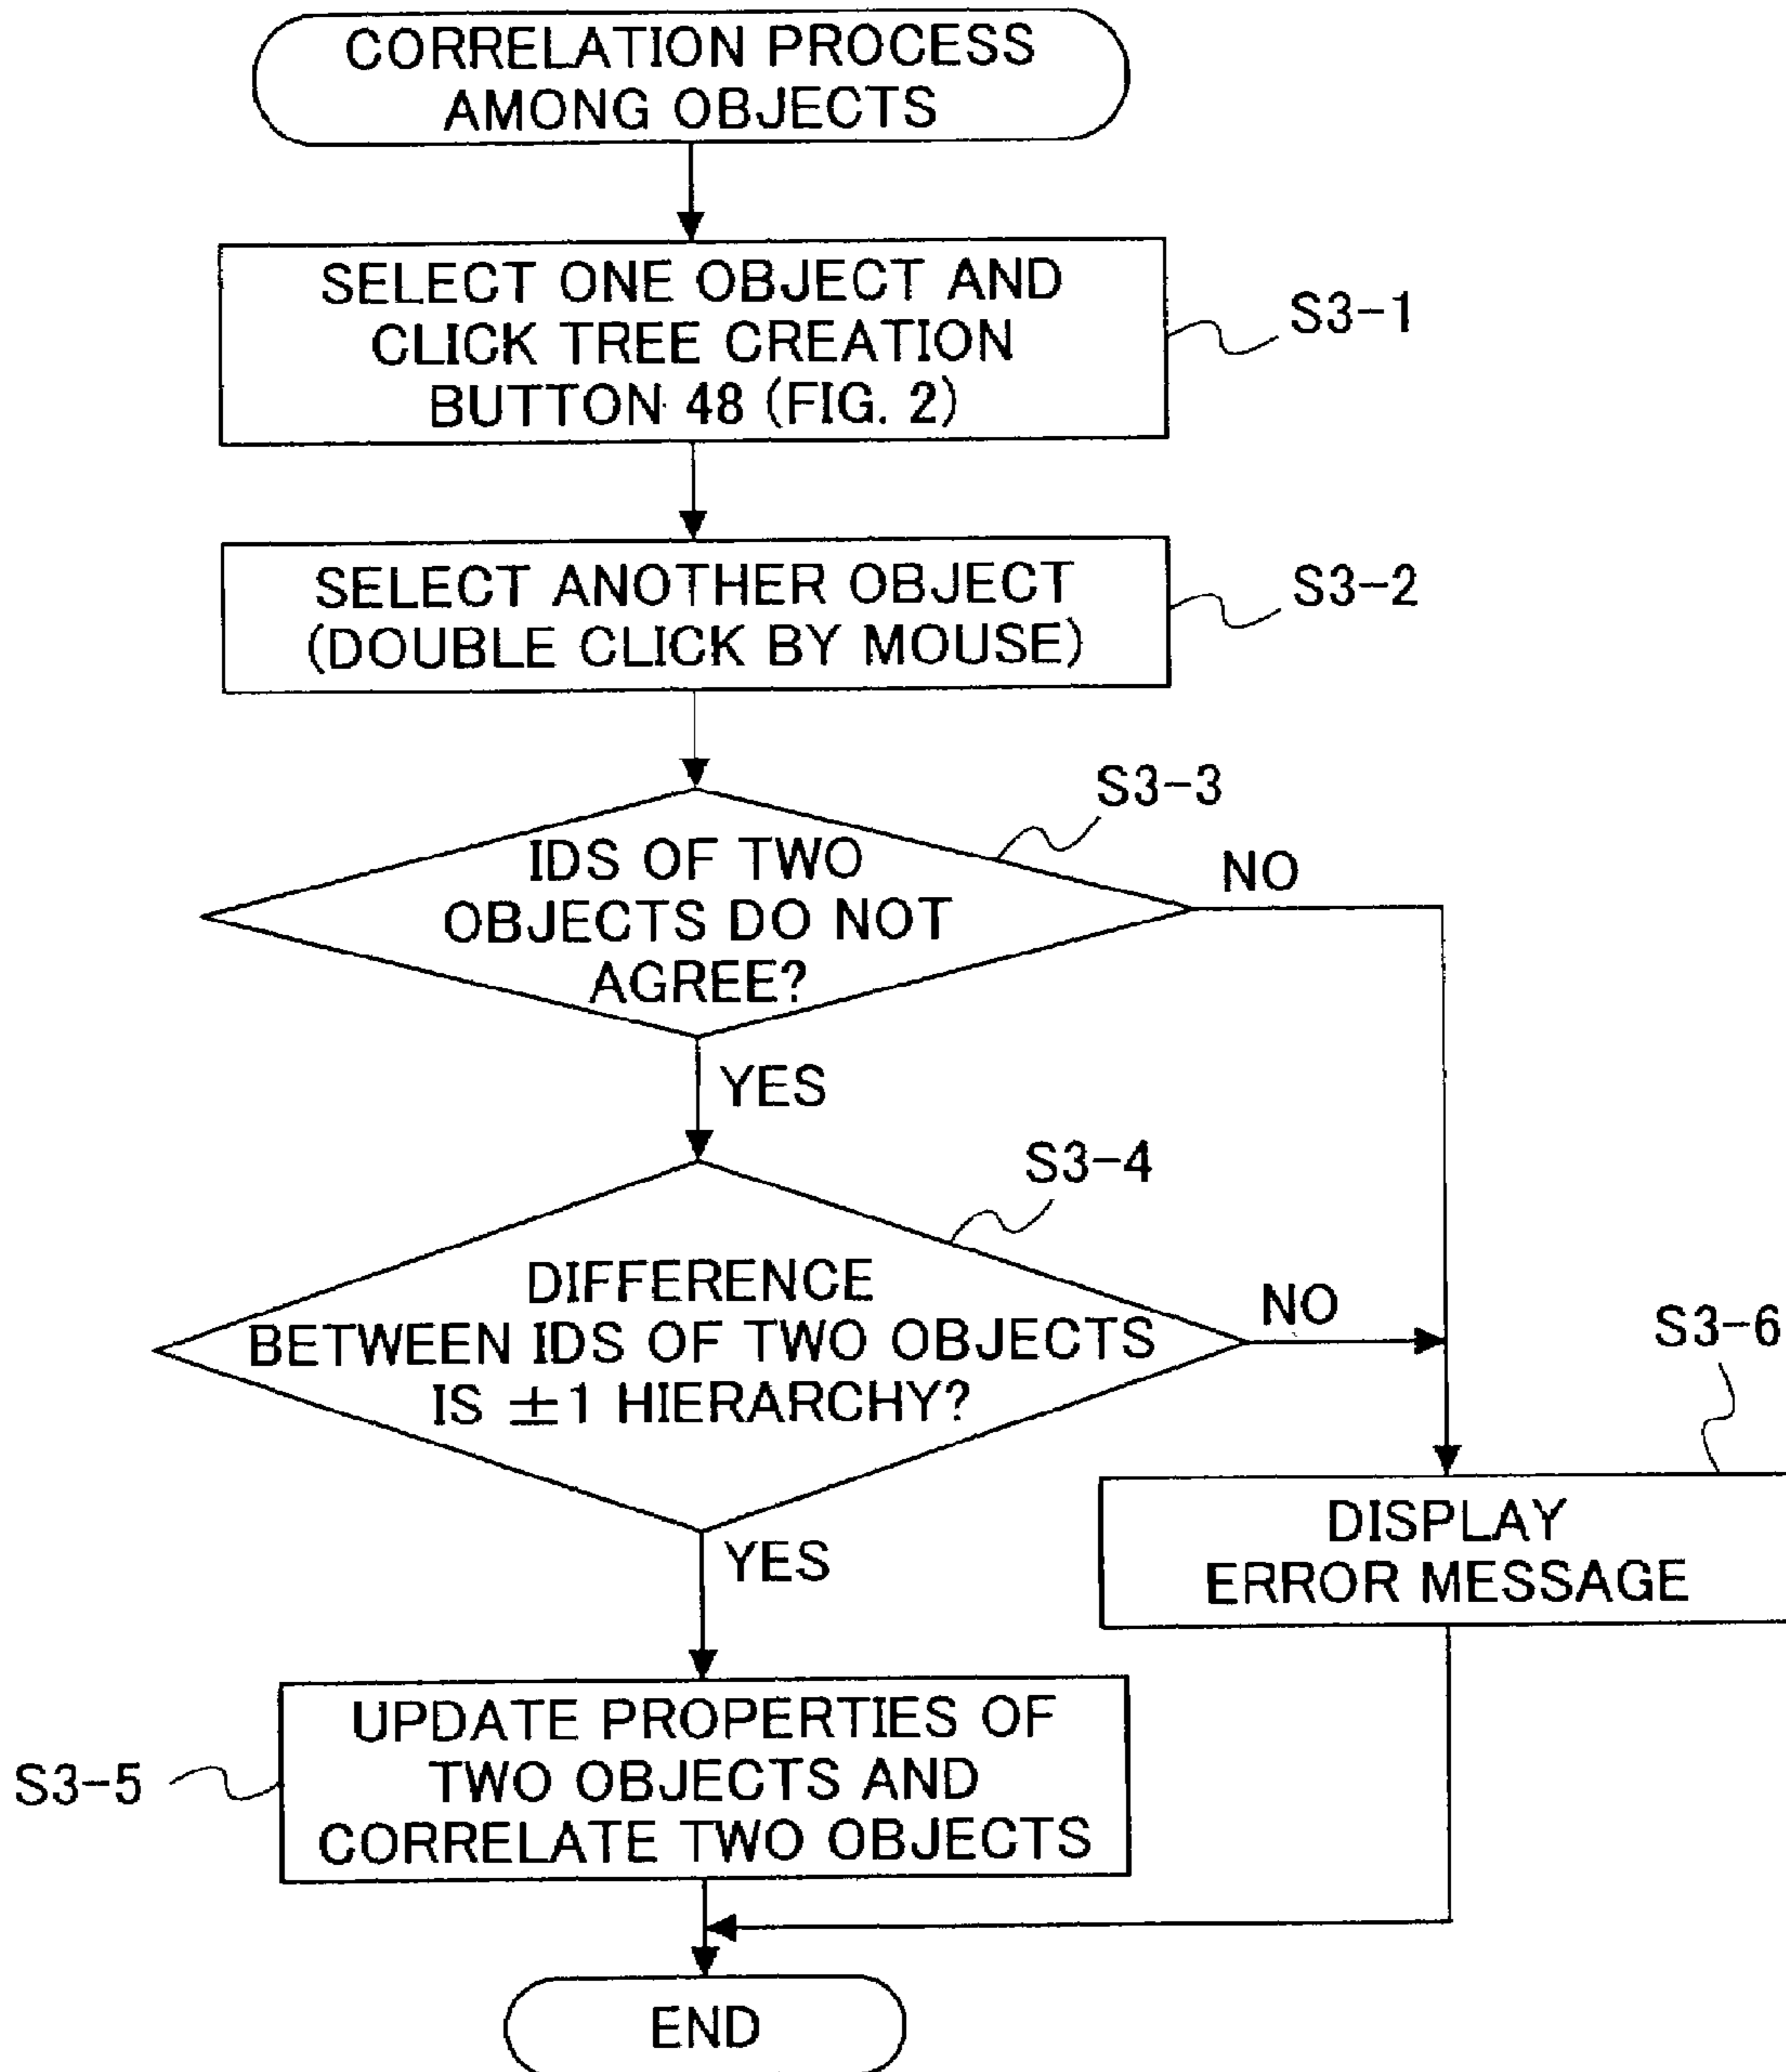 CORRELATION PROCESS
AMONG OBJECTS
SELECT ONE OBJECT AND
CLICK TREE CREATION
BUTTON 48 (FIG. 2)
S3-1
SELECT ANOTHER OBJECT
(DOUBLE CLICK BY MOUSE)
S3-2
S3-3
IDS OF TWO
OBJECTS DO NOT
AGREE?
NO
YES
S3-4
DIFFERENCE
BETWEEN IDS OF TWO OBJECTS
IS ±1 HIERARCHY?
NO
S3-6
YES
DISPLAY
ERROR MESSAGE
S3-5
UPDATE PROPERTIES OF
TWO OBJECTS AND
CORRELATE TWO OBJECTS
END